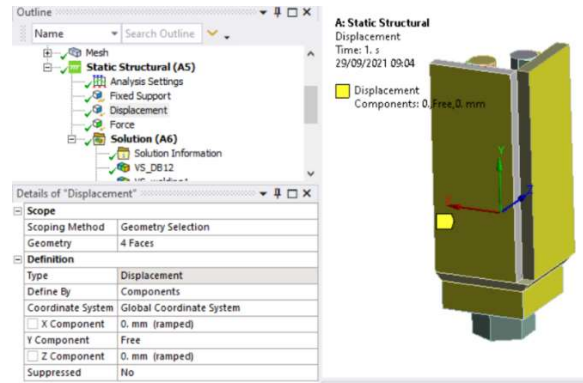 Outline
Name Search Outline
Mesh
Static Structural (A5)
Analysis Settings
Fixed Support
Displacement
Force
Solution (A6)
Solution Information
VS_DB12
Details of "Displacement"
Scope
Scoping Method Geometry Selection
Geometry 4 Faces
Definition
Type Displacement
Define By Components
Coordinate System Global Coordinate System
X Component 0. mm (ramped)
Y Component Free
Z Component 0. mm (ramped)
Suppressed No
A: Static Structural
Displacement
Time: 1. s
29/09/2021 09:04
Displacement
Components: 0,Free,0. mm
Y
Z